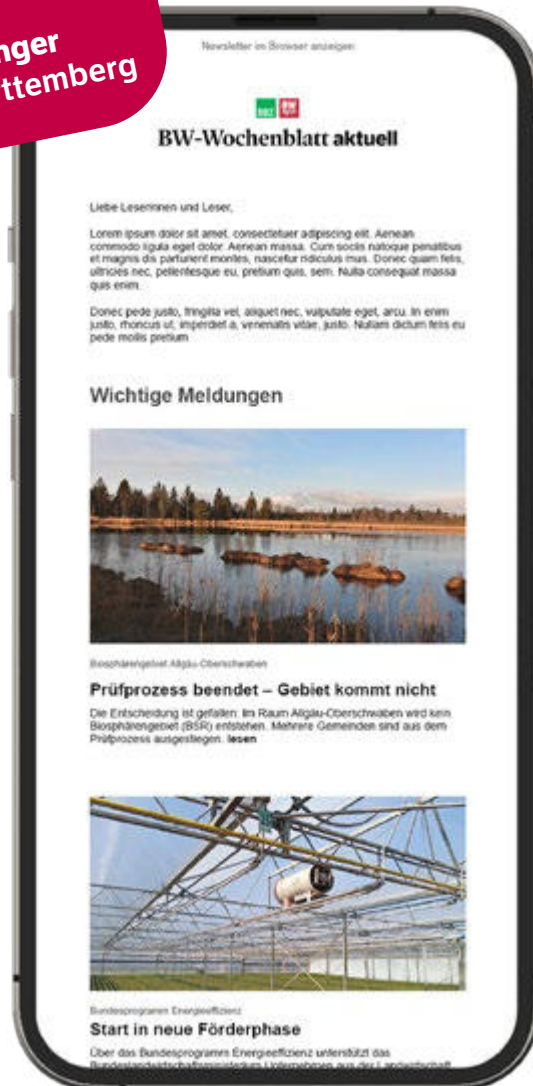 nger
ttemberg
Newsletter im Browser anzeigen
BW-Wochenblatt aktuell
Liebe Leserinnen und Leser,
Lorem ipsum dolor sit amet, consectetuer adipiscing elit. Aenean
commodo ligula eget dolor. Aenean massa. Cum sociis natoque penatibus
et magnis dis parturient montes, nascetur ridiculus mus. Donec quam felis,
ultricies nec, pellentesque eu, pretium quis, sem. Nulla consequat massa
quis enim.
Donec pede justo, fringilla vel, aliquet nec, vulputate eget, arcu. In enim
justo, rhoncus ut, imperdiet a, venenatis vitae, justo. Nullam dictum felis eu
pede mollis pretium
Wichtige Meldungen
Biosphärengebiet Allgäu-Oberschwaben
Prüfprozess beendet – Gebiet kommt nicht
Die Entscheidung ist gefallen: Im Raum Allgäu-Oberschwaben wird kein
Biosphärengebiet (BSR) entstehen. Mehrere Gemeinden sind aus dem
Prüfprozess ausgestiegen. lesen
Bundesprogramm Energieeffizienz
Start in neue Förderphase
Über das Bundesprogramm Energieeffizienz unterstützt das
Bundeslandwirtschaftsministerium Unternehmen aus der Landwirtschaft